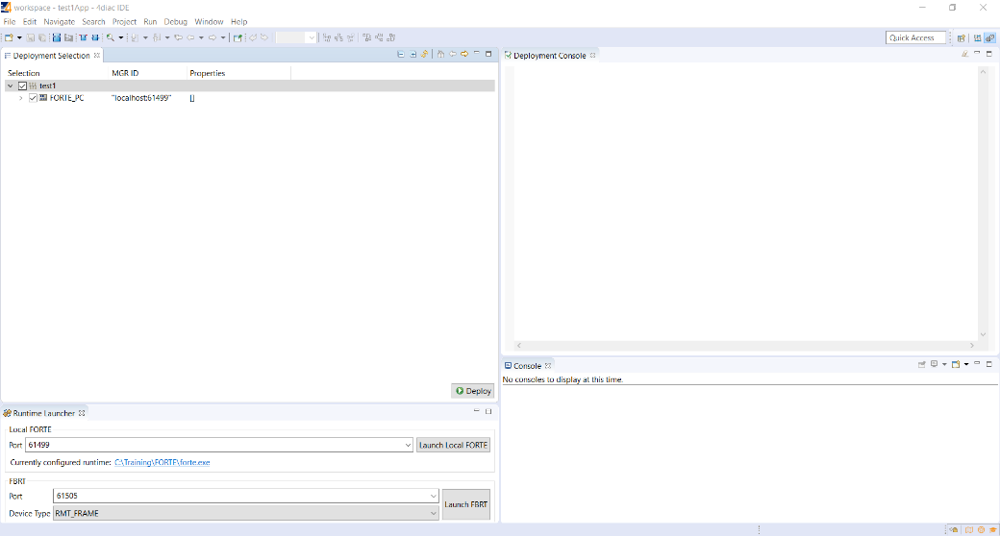 workspace - test1App - 4diac IDE
File Edit Navigate Search Project Run Debug Window Help
Quick Access
Deployment Selection
Selection MGR ID Properties
test1
FORTE_PC "localhost:61499" []
Deploy
Runtime Launcher
Local FORTE
Port 61499 Launch Local FORTE
Currently configured runtime: C:\Training\FORTE\forte.exe
FBRT
Port 61505
Launch FBRT
Device Type RMT_FRAME
Deployment Console
Console
No consoles to display at this time.